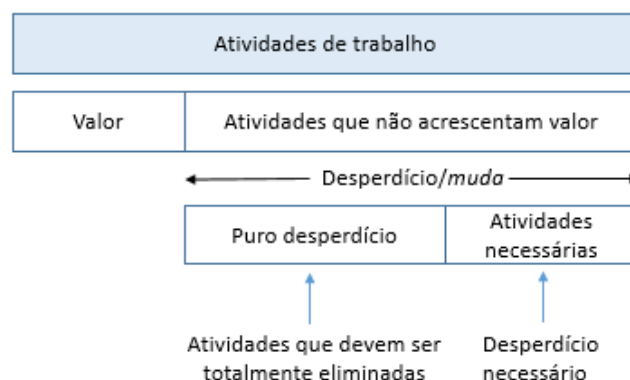 Atividades de trabalho
Valor
Atividades que não acrescentam valor
Desperdício/muda
Puro desperdício
Atividades
necessárias
Atividades que devem ser
totalmente eliminadas
Desperdício
necessário